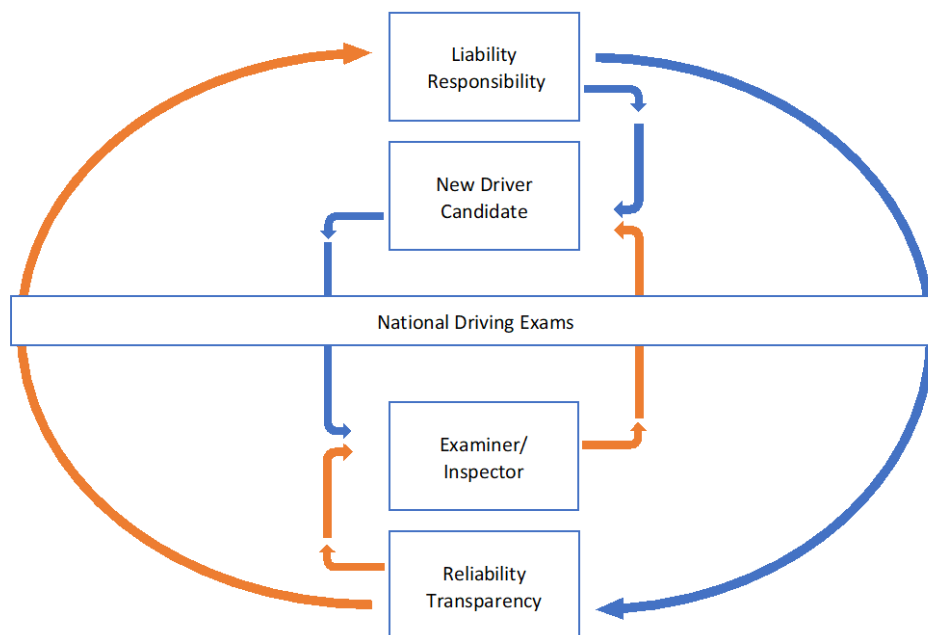 Liability
Responsibility
New Driver
Candidate
National Driving Exams
Examiner/
Inspector
Reliability
Transparency